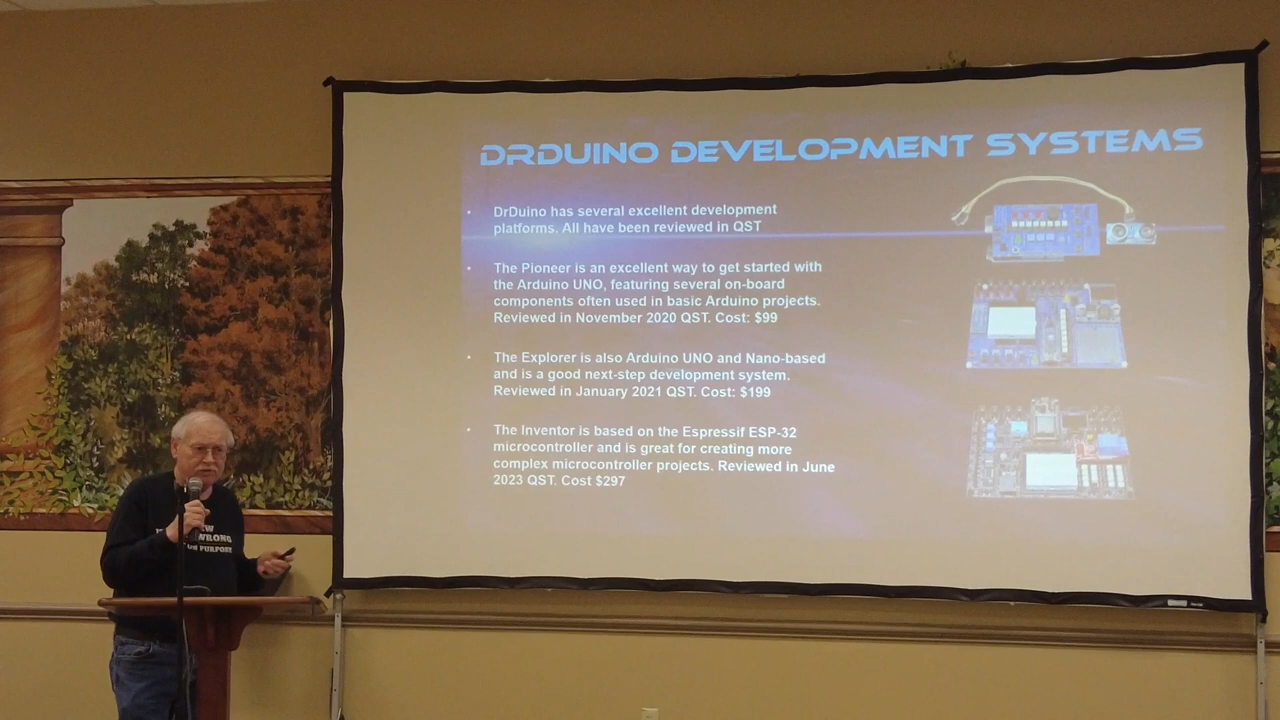 DRDUINO DEVELOPMENT SYSTEMS
• DrDuino has several excellent development
platforms. All have been reviewed in QST
• The Pioneer is an excellent way to get started with
the Arduino UNO, featuring several on-board
components often used in basic Arduino projects.
Reviewed in November 2020 QST. Cost: $99
• The Explorer is also Arduino UNO and Nano-based
and is a good next-step development system.
Reviewed in January 2021 QST. Cost: $199
• The Inventor is based on the Espressif ESP-32
microcontroller and is great for creating more
complex microcontroller projects. Reviewed in June
2023 QST. Cost $297
WRONG
ON PURPOSE